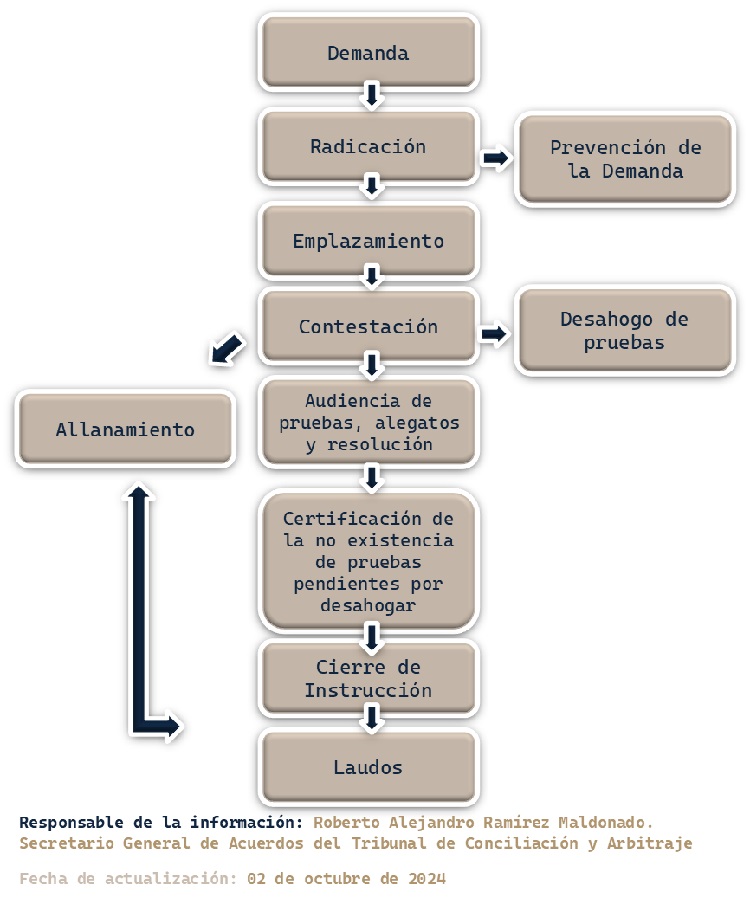 Demanda
Radicación
Prevención de
la Demanda
Emplazamiento
Contestación
Desahogo de
pruebas
Allanamiento
Audiencia de
pruebas, alegatos
y resolución
Certificación de
la no existencia
de pruebas
pendientes por
desahogar
Cierre de
Instrucción
Laudos
Responsable de la información: Roberto Alejandro Ramírez Maldonado.
Secretario General de Acuerdos del Tribunal de Conciliación y Arbitraje
Fecha de actualización: 02 de octubre de 2024